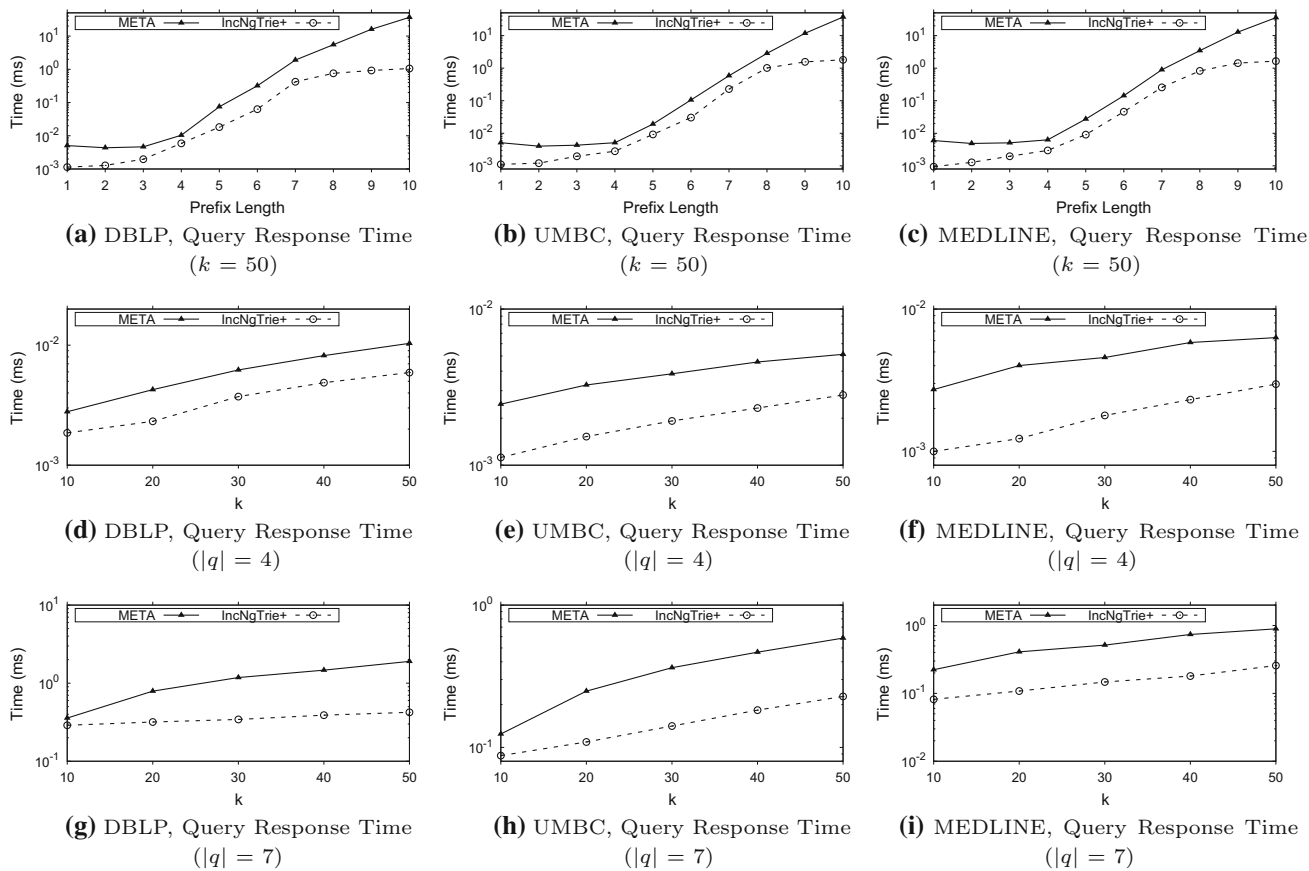 META IncNgTrie+
Time (ms)
10^1
10^0
10^-1
10^-2
10^-3
1 2 3 4 5 6 7 8 9 10
Prefix Length
(a) DBLP, Query Response Time
(k = 50)
META IncNgTrie+
Time (ms)
10^1
10^0
10^-1
10^-2
10^-3
1 2 3 4 5 6 7 8 9 10
Prefix Length
(b) UMBC, Query Response Time
(k = 50)
META IncNgTrie+
Time (ms)
10^1
10^0
10^-1
10^-2
10^-3
1 2 3 4 5 6 7 8 9 10
Prefix Length
(c) MEDLINE, Query Response Time
(k = 50)
META IncNgTrie+
Time (ms)
10^-2
10^-3
10 20 30 40 50
k
(d) DBLP, Query Response Time
(|q| = 4)
META IncNgTrie+
Time (ms)
10^-2
10^-3
10 20 30 40 50
k
(e) UMBC, Query Response Time
(|q| = 4)
META IncNgTrie+
Time (ms)
10^-2
10^-3
10 20 30 40 50
k
(f) MEDLINE, Query Response Time
(|q| = 4)
META IncNgTrie+
Time (ms)
10^1
10^0
10^-1
10 20 30 40 50
k
(g) DBLP, Query Response Time
(|q| = 7)
META IncNgTrie+
Time (ms)
10^0
10^-1
10 20 30 40 50
k
(h) UMBC, Query Response Time
(|q| = 7)
META IncNgTrie+
Time (ms)
10^0
10^-1
10^-2
10 20 30 40 50
k
(i) MEDLINE, Query Response Time
(|q| = 7)